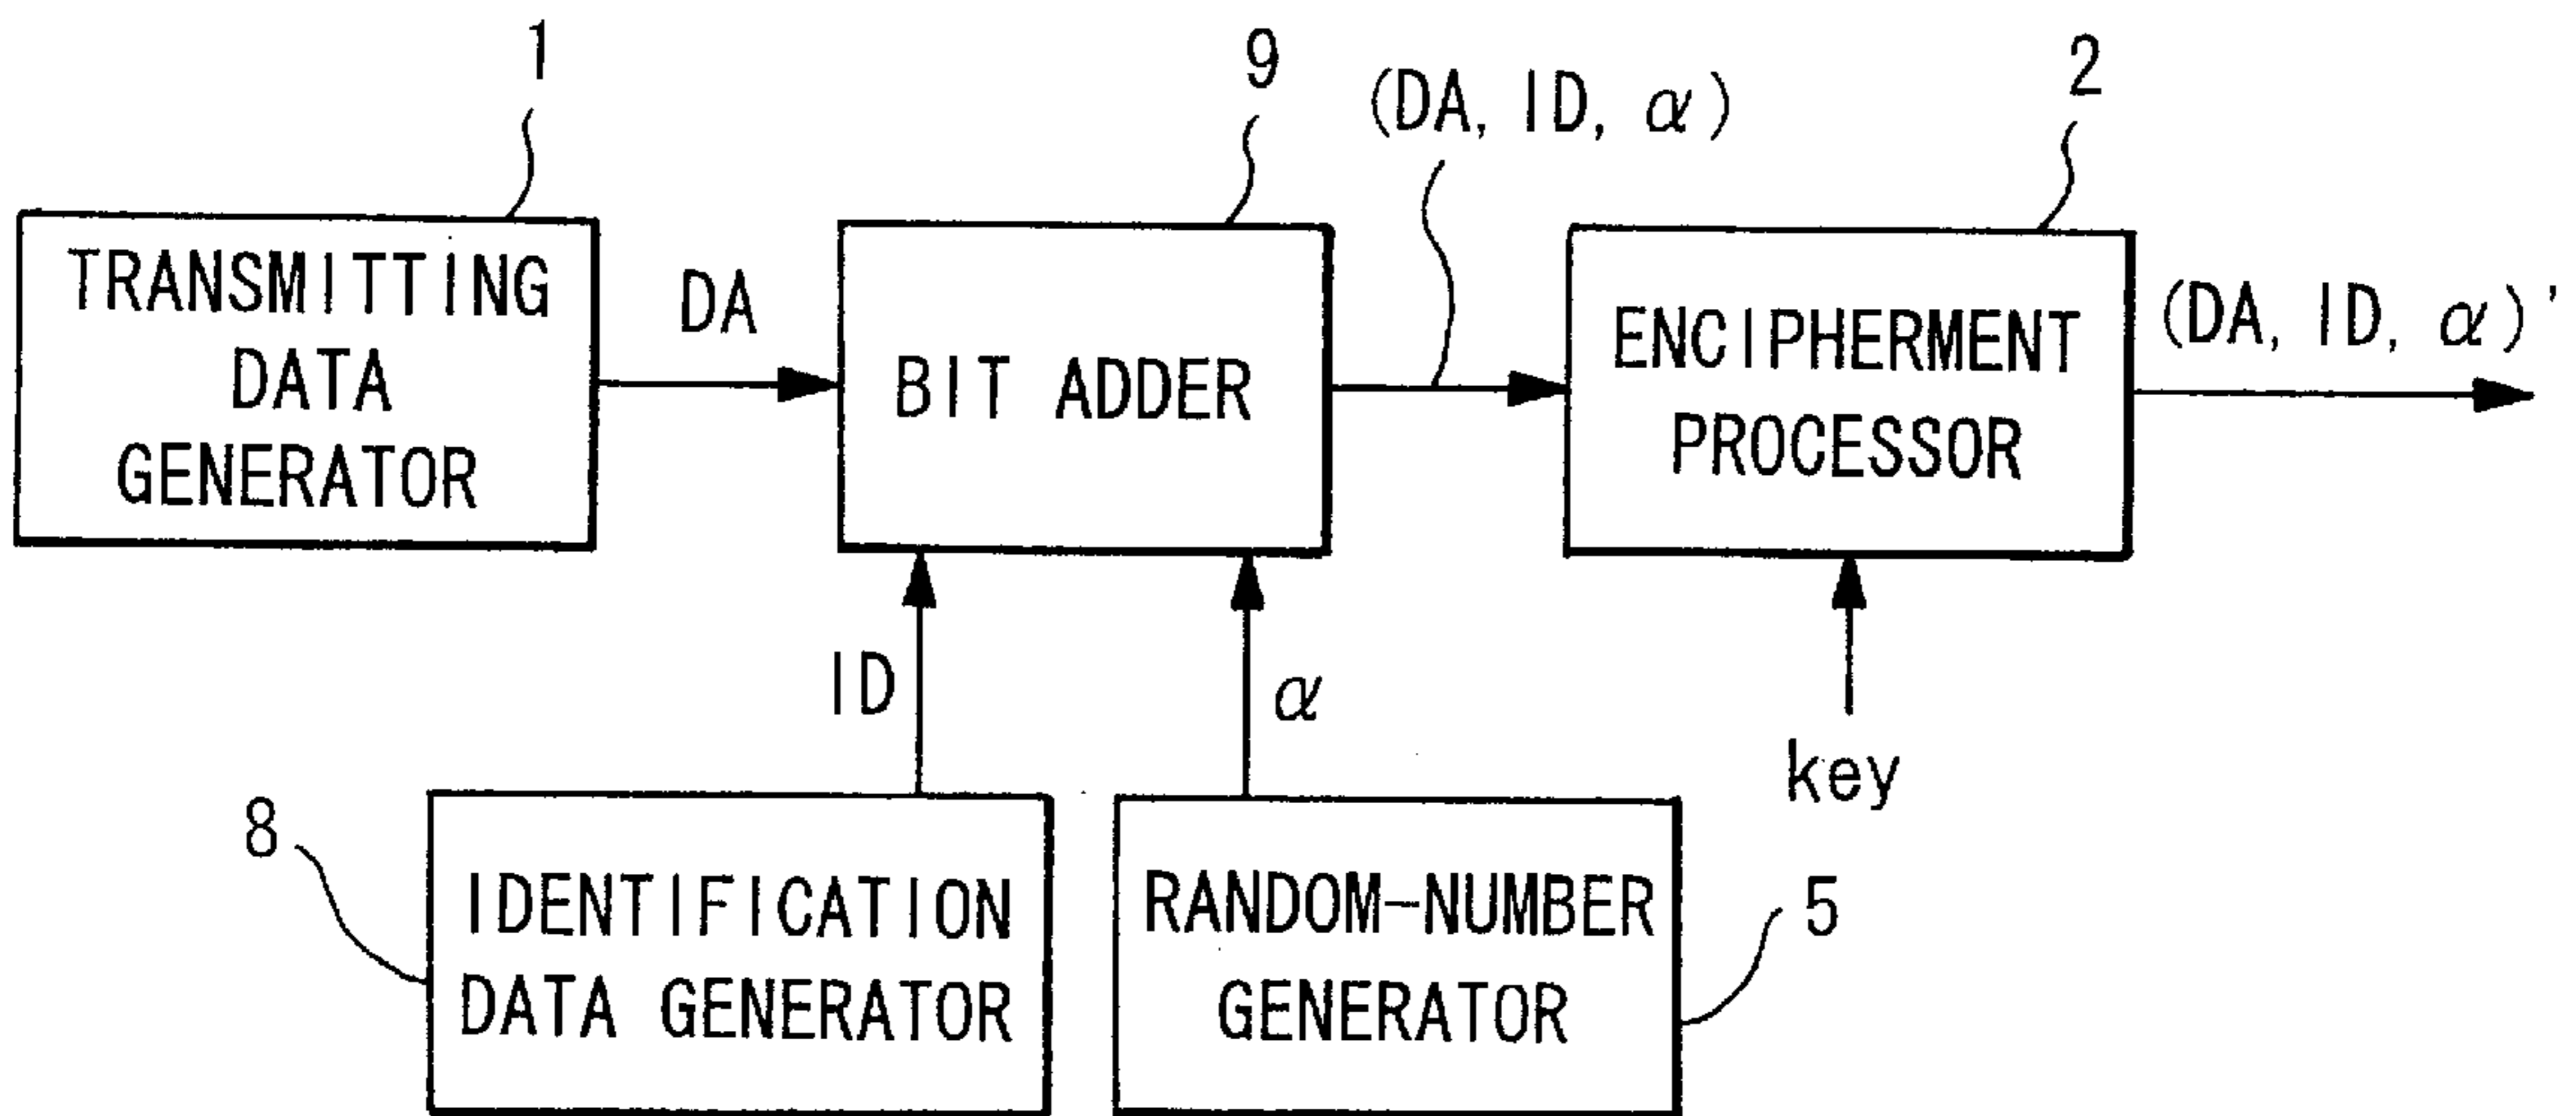 1
9
(DA, ID, α)
2
TRANSMITTING
DATA
GENERATOR
DA
BIT ADDER
ENCIPHERMENT
PROCESSOR
(DA, ID, α)'
ID
α
key
8
IDENTIFICATION
DATA GENERATOR
RANDOM-NUMBER
GENERATOR
5